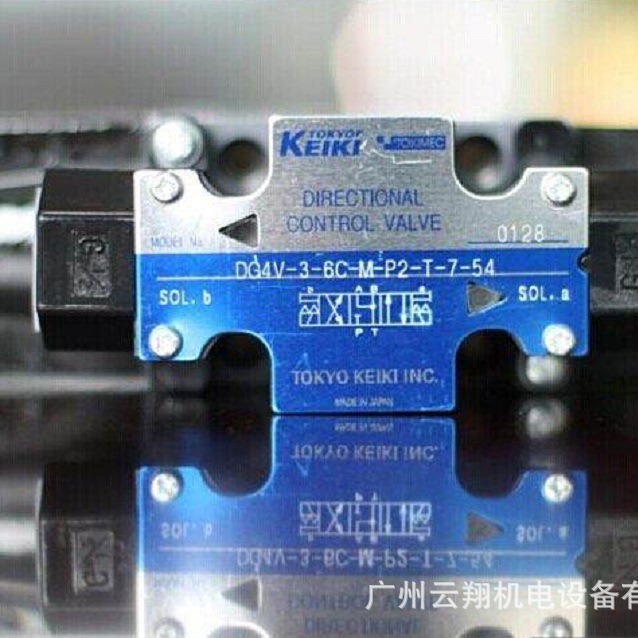 TOKYO
KEIKI TOKIMEC
DIRECTIONAL
CONTROL VALVE
MODEL No. 0128
DG4V-3-6C-M-P2-T-7-54
SOL. b SOL. a
P T
TOKYO KEIKI INC.
MADE IN JAPAN
广州云翔机电设备有